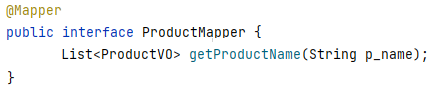 @Mapper
public interface ProductMapper {
List<ProductVO> getProductName(String p_name);
}